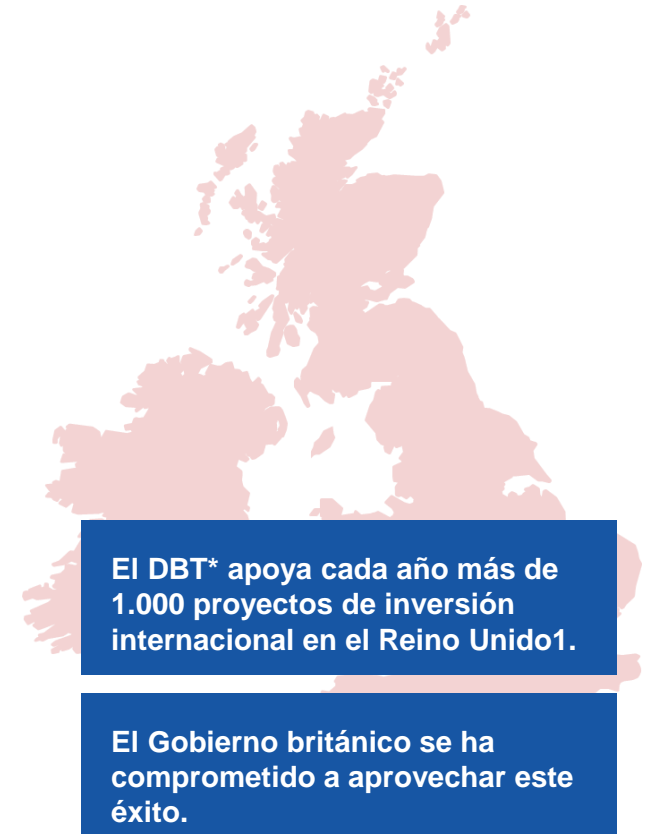 El DBT* apoya cada año más de
1.000 proyectos de inversión
internacional en el Reino Unido1.
El Gobierno británico se ha
comprometido a aprovechar este
éxito.